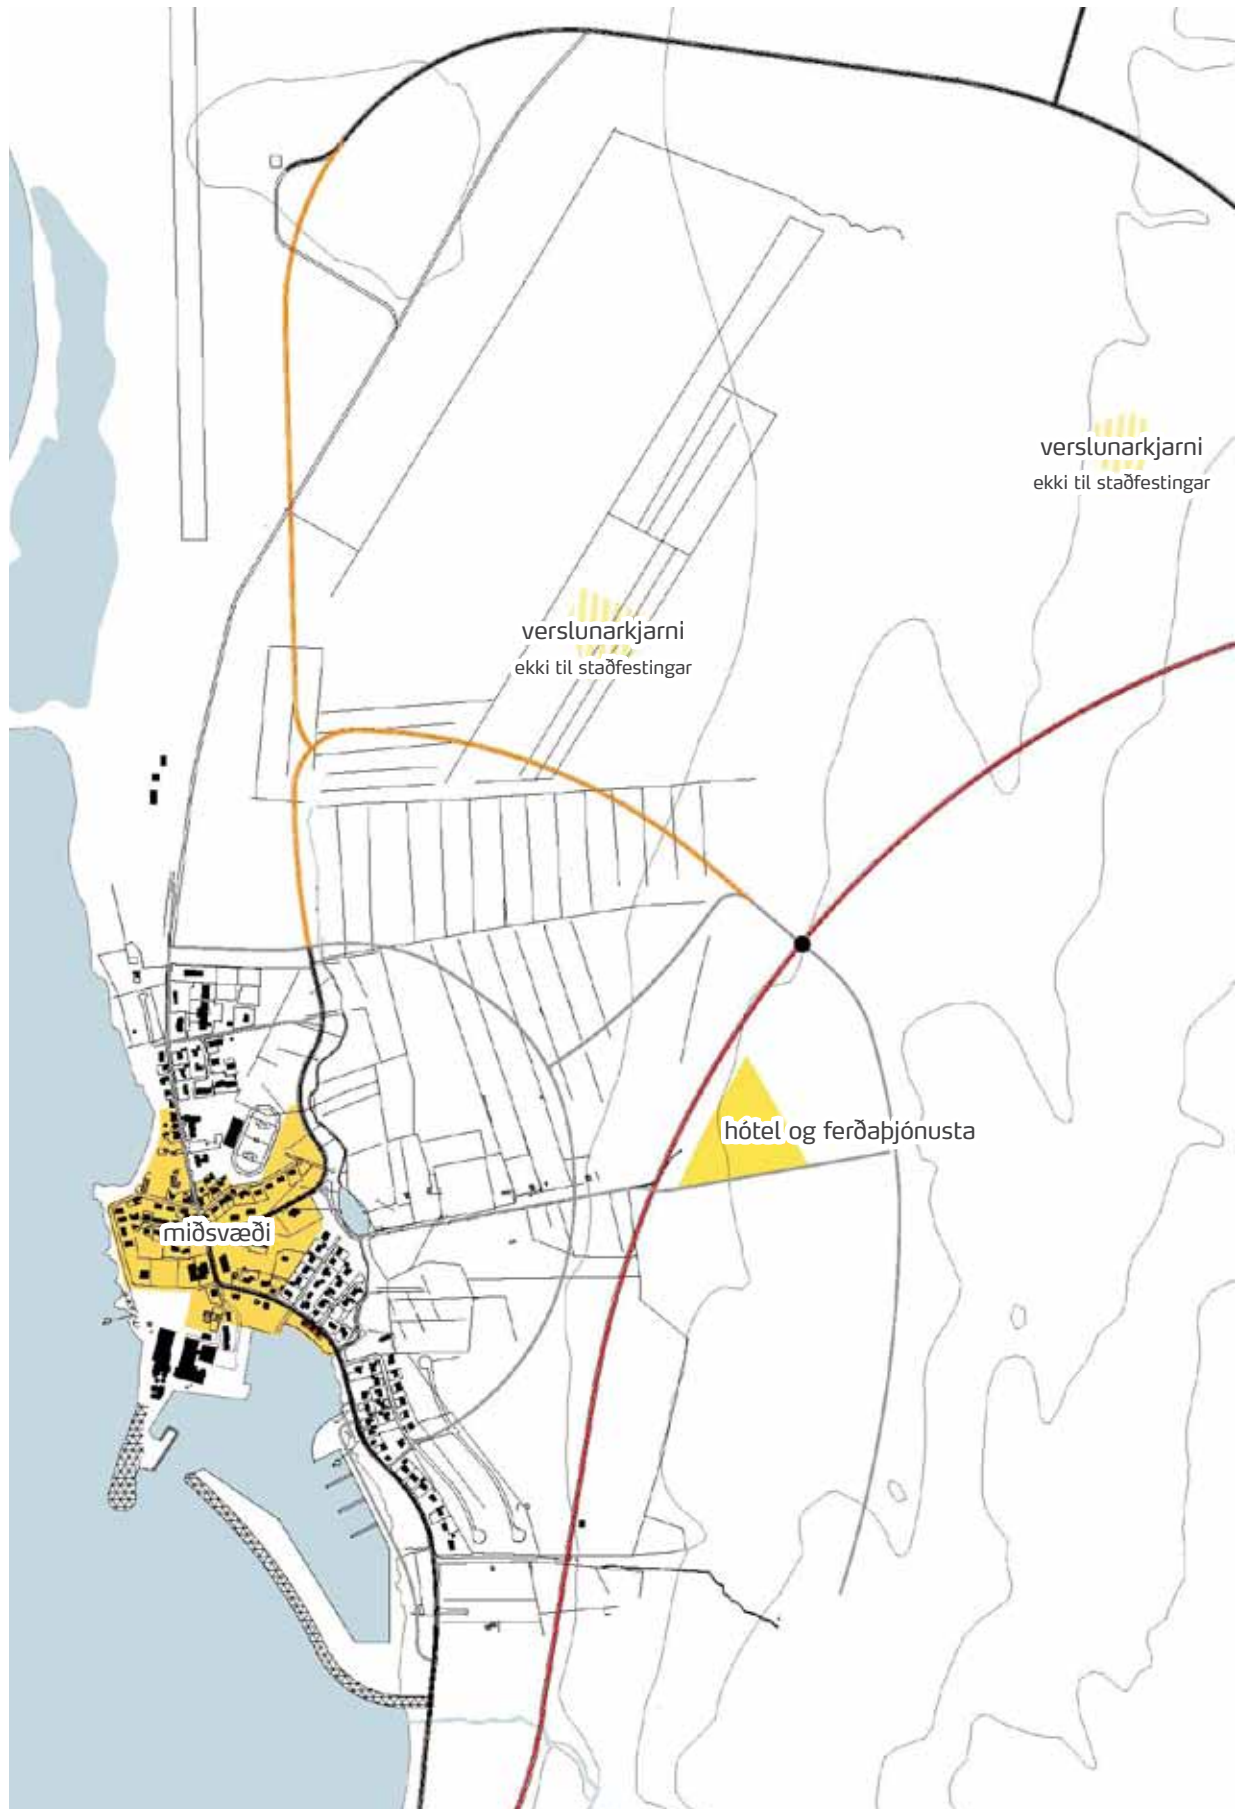 verslunarkjarni
ekki til staðfestingar
verslunarkjarni
ekki til staðfestingar
hótel og ferðaþjónusta
miðsvæði